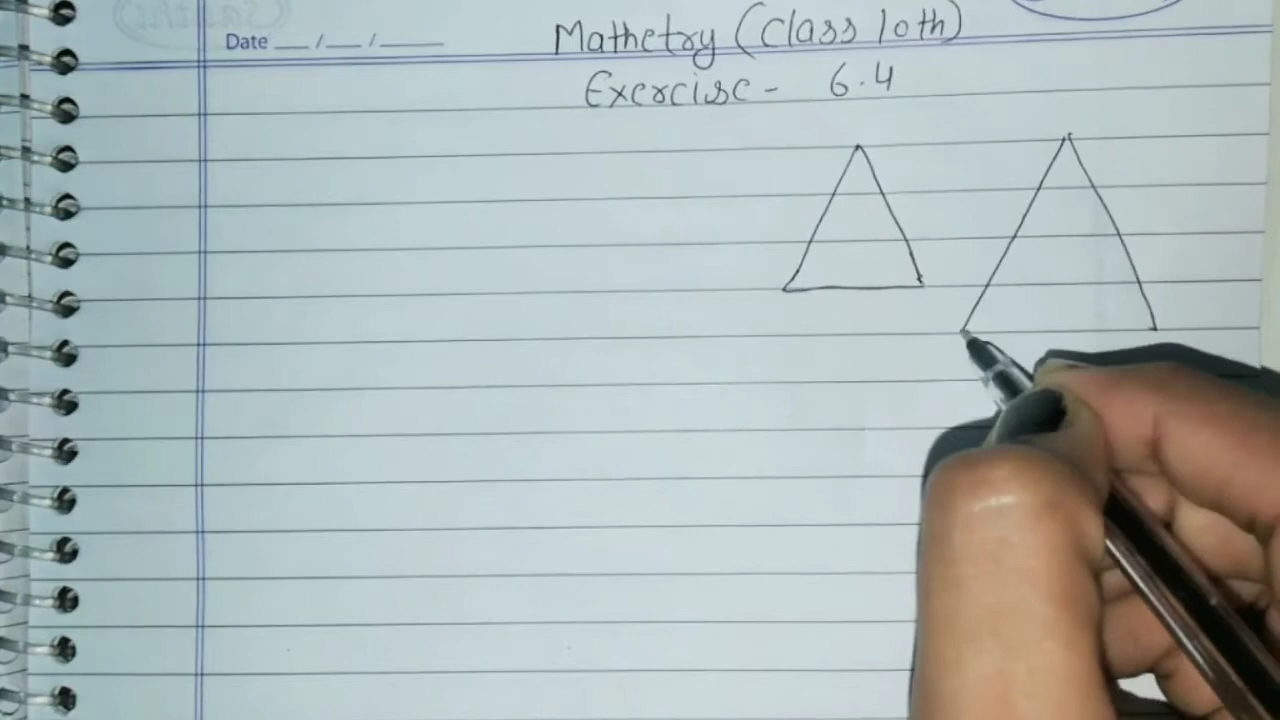 Date __/__/____
Mathetry (Class 10th)
Exercise - 6.4